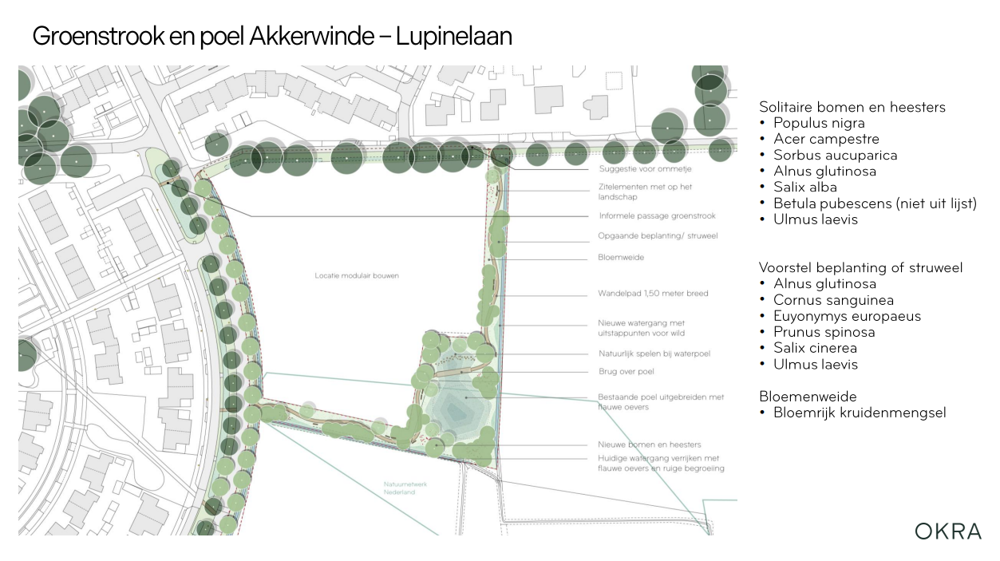 Groenstrook en poel Akkerwinde – Lupinelaan
Suggestie voor ommetje
Zitelementen met op het
landschap
Informele passage groenstrook
Opgaande beplanting/ struweel
Bloemweide
Locatie modulair bouwen
Wandelpad 1,50 meter breed
Nieuwe watergang met
uitstappunten voor wild
Natuurlijk spelen bij waterpoel
Brug over poel
Bestaande poel uitgebreiden met
flauwe oevers
Nieuwe bomen en heesters
Huidige watergang verrijken met
flauwe oevers en ruige begroeiing
Natuurnetwerk
Nederland
Solitaire bomen en heesters
• Populus nigra
• Acer campestre
• Sorbus aucuparica
• Alnus glutinosa
• Salix alba
• Betula pubescens (niet uit lijst)
• Ulmus laevis
Voorstel beplanting of struweel
• Alnus glutinosa
• Cornus sanguinea
• Euyonymys europaeus
• Prunus spinosa
• Salix cinerea
• Ulmus laevis
Bloemenweide
• Bloemrijk kruidenmengsel
OKRA